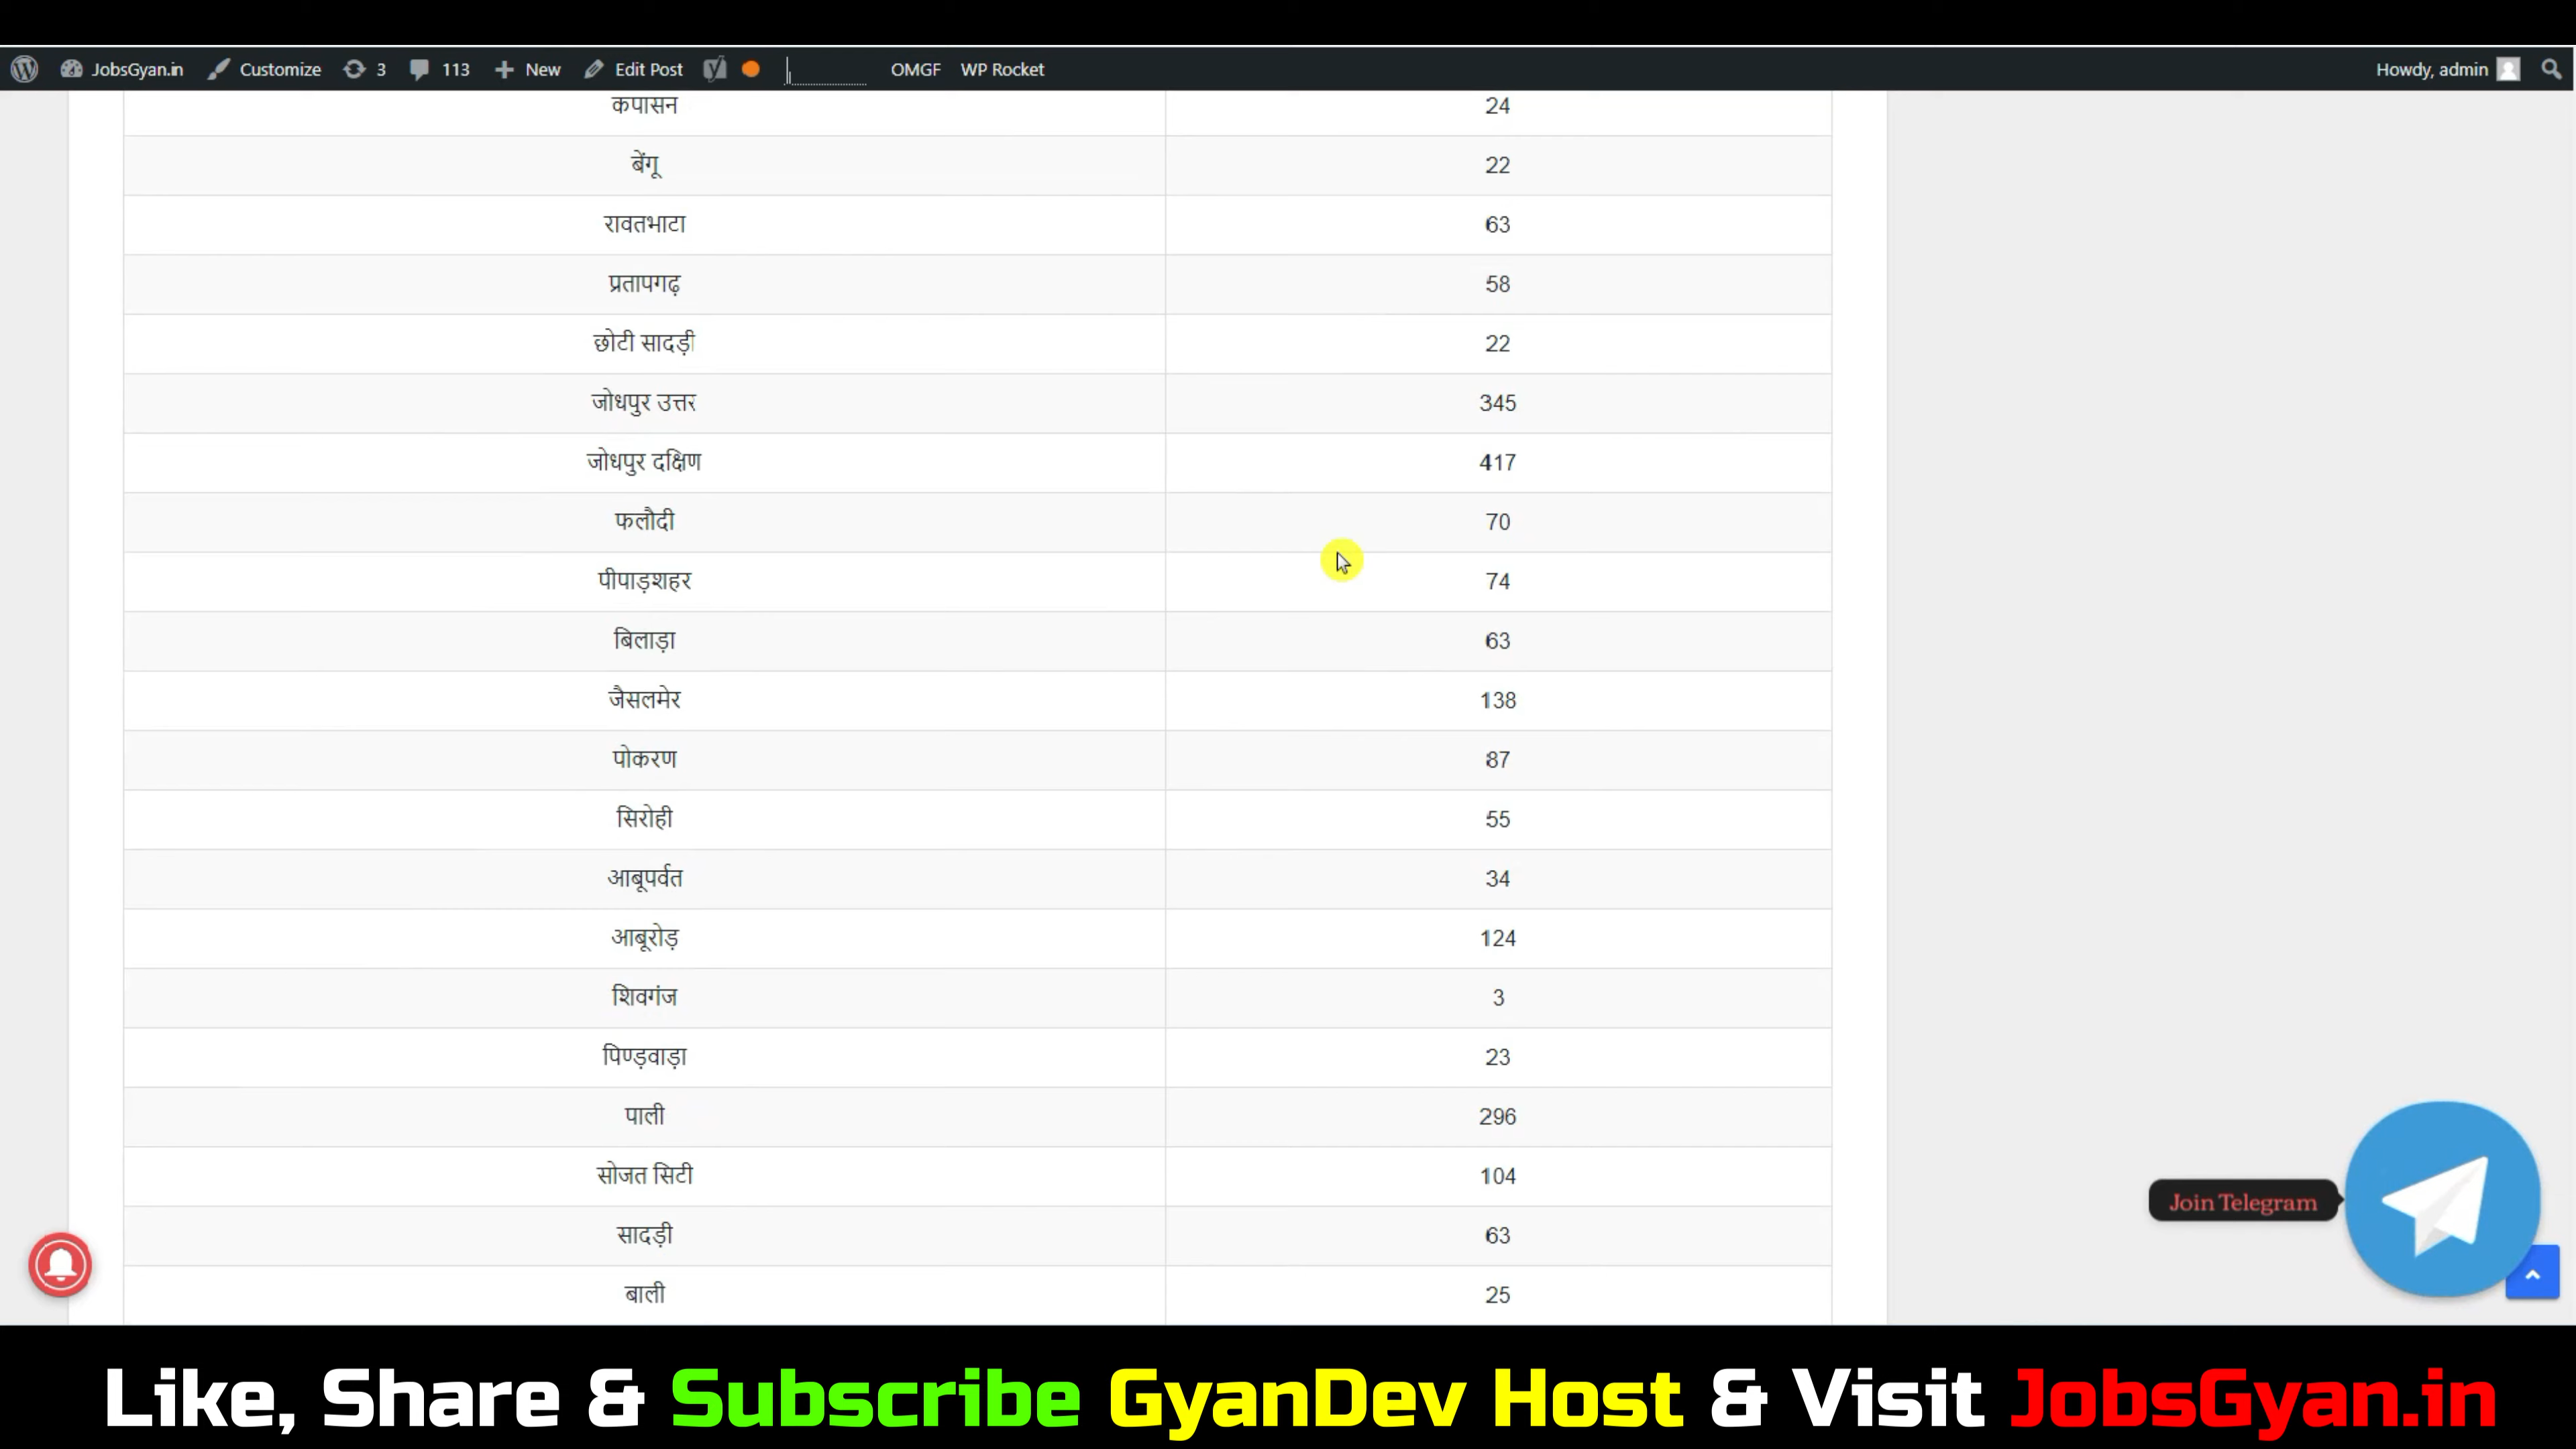 JobsGyan.in Customize 3 113 New Edit Post OMGF WP Rocket Howdy, admin
कपासन 24
बेंगू 22
रावतभाटा 63
प्रतापगढ़ 58
छोटी सादड़ी 22
जोधपुर उत्तर 345
जोधपुर दक्षिण 417
फलौदी 70
पीपाड़शहर 74
बिलाड़ा 63
जैसलमेर 138
पोकरण 87
सिरोही 55
आबूपर्वत 34
आबूरोड़ 124
शिवगंज 3
पिण्ड़वाड़ा 23
पाली 296
सोजत सिटी 104
Join Telegram
सादड़ी 63
बाली 25
Like, Share & Subscribe GyanDev Host & Visit JobsGyan.in